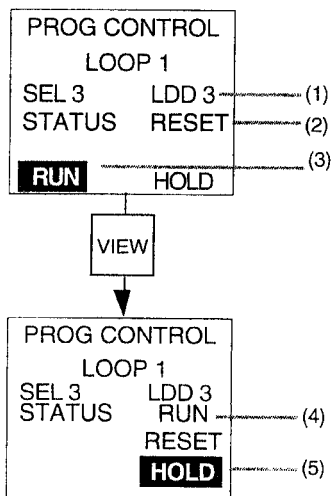 PROG CONTROL
LOOP 1
SEL 3 LDD 3 (1)
STATUS RESET (2)
(3)
RUN HOLD
VIEW
PROG CONTROL
LOOP 1
SEL 3 LDD 3
STATUS RUN (4)
RESET
HOLD (5)